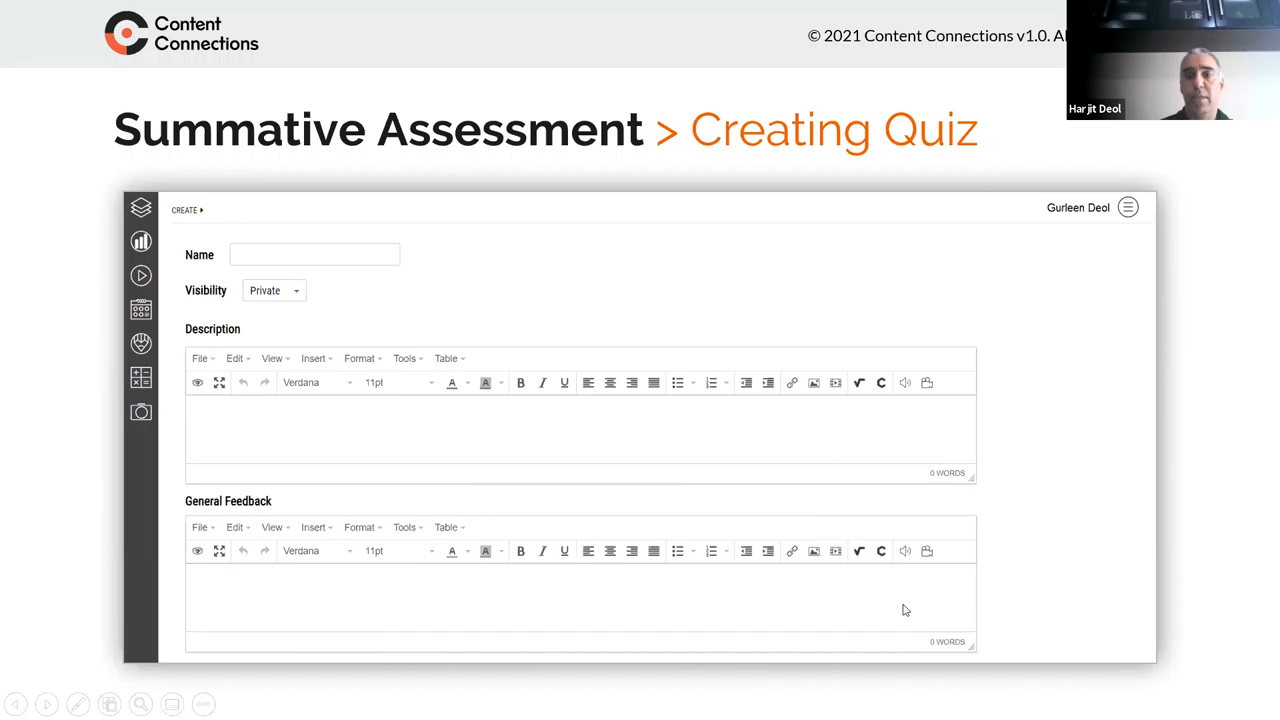 Content
Connections
© 2021 Content Connections v1.0.
Harjit Deol
Summative Assessment > Creating Quiz
CREATE
Gurleen Deol
Name
Visibility Private
Description
File Edit View Insert Format Tools Table
Verdana 11pt A A B I U C
0 WORDS
General Feedback
File Edit View Insert Format Tools Table
Verdana 11pt A A B I U C
0 WORDS